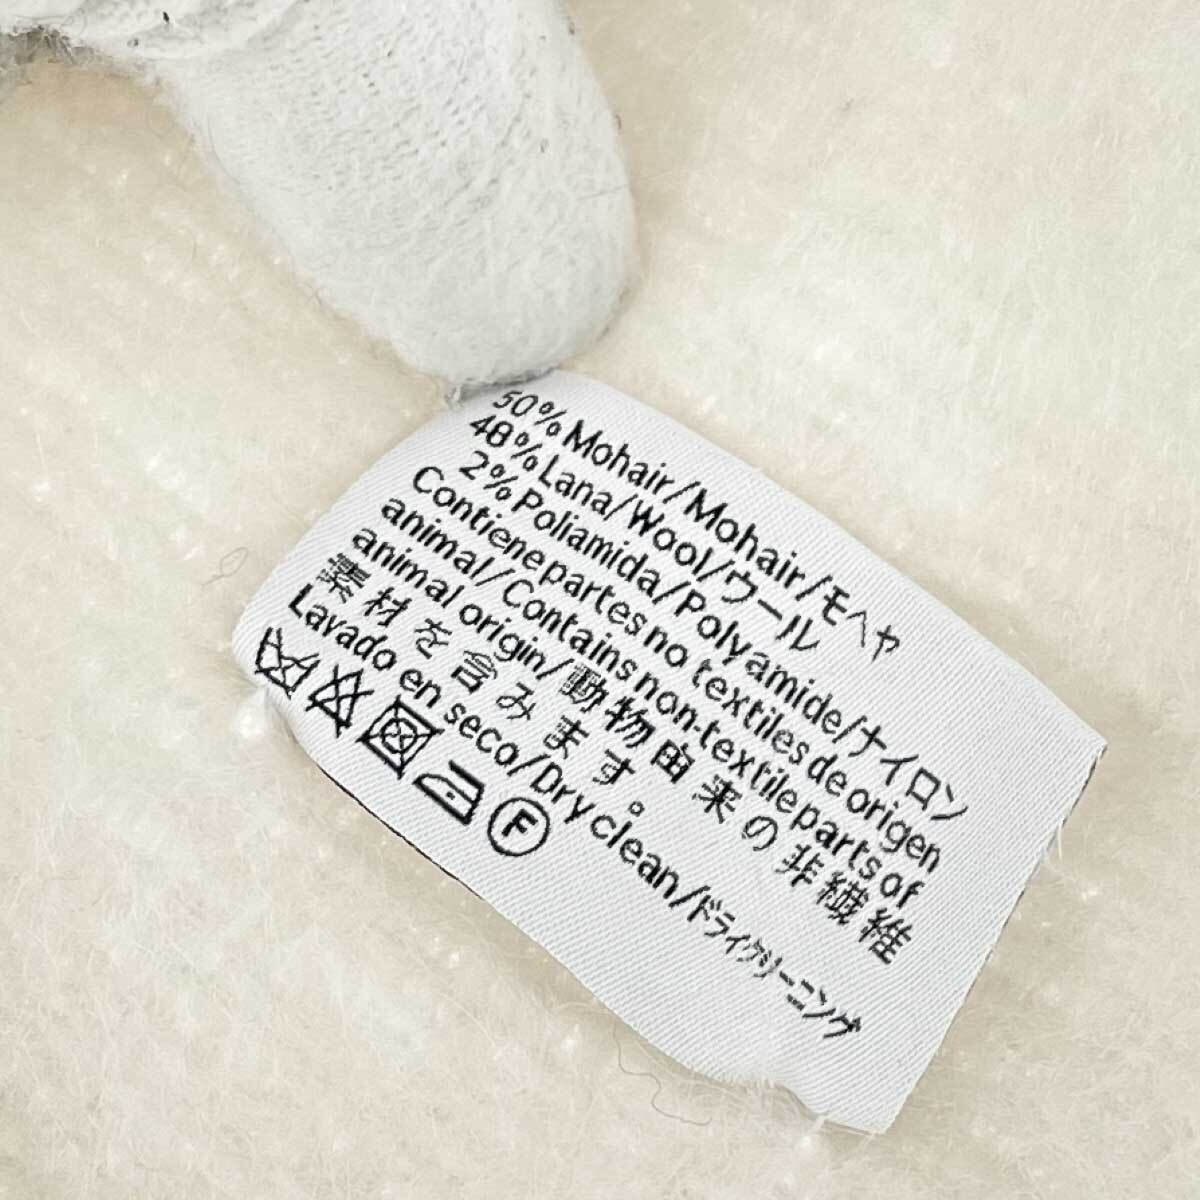 50% Mohair/Mohair/モヘヤ
48% Lana/Wool/ウール
2% Poliamida/Polyamide/ナイロン
Contiene partes no textiles de origen
animal/Contains non-textile parts of
animal origin/動物由来の非繊維
素材を含みます。
Lavado en seco/Dry clean/ドライクリーニング
F